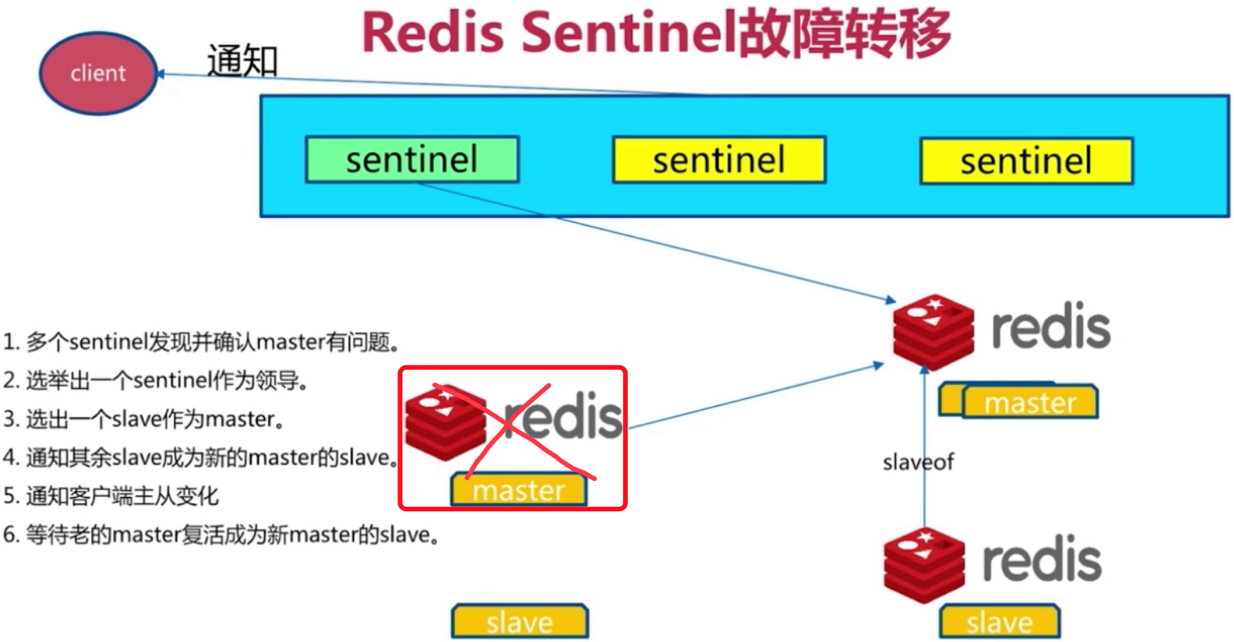 Redis Sentinel故障转移
client
通知
sentinel
sentinel
sentinel
redis
master
1. 多个sentinel发现并确认master有问题。
2. 选举出一个sentinel作为领导。
3. 选出一个slave作为master。
4. 通知其余slave成为新的master的slave。
5. 通知客户端主从变化
6. 等待老的master复活成为新master的slave。
redis
master
slaveof
redis
slave
slave